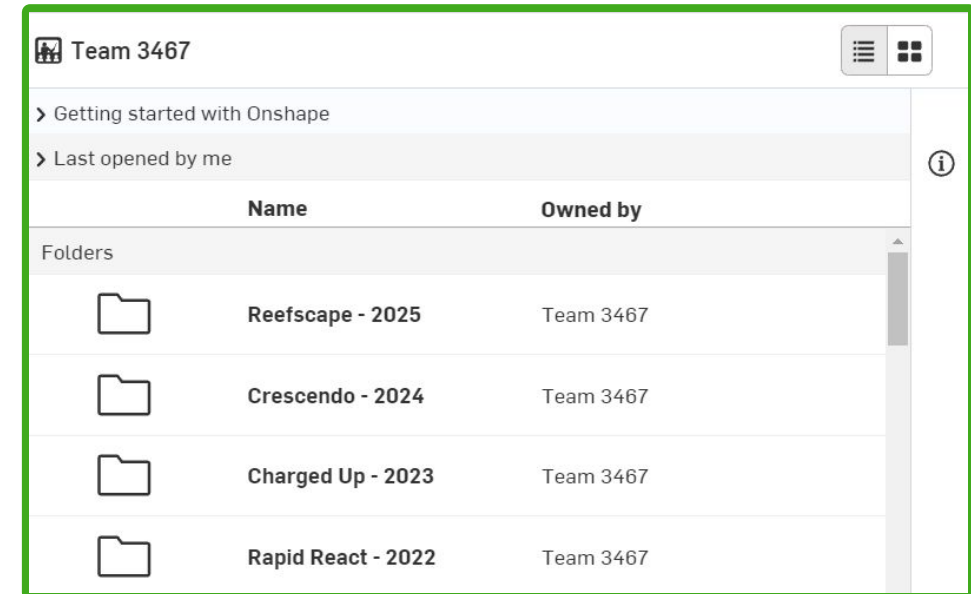 Team 3467
Getting started with Onshape
Last opened by me
Name Owned by
Folders
Reefscape - 2025 Team 3467
Crescendo - 2024 Team 3467
Charged Up - 2023 Team 3467
Rapid React - 2022 Team 3467